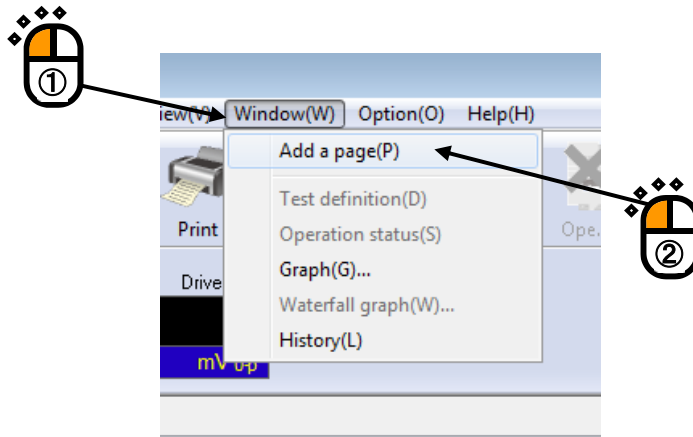 ①
iew(V) Window(W) Option(O) Help(H)
Add a page(P)
Test definition(D)
Print
Operation status(S)
Ope..
②
Graph(G)...
Drive
Waterfall graph(W)...
History(L)
mV 0-p